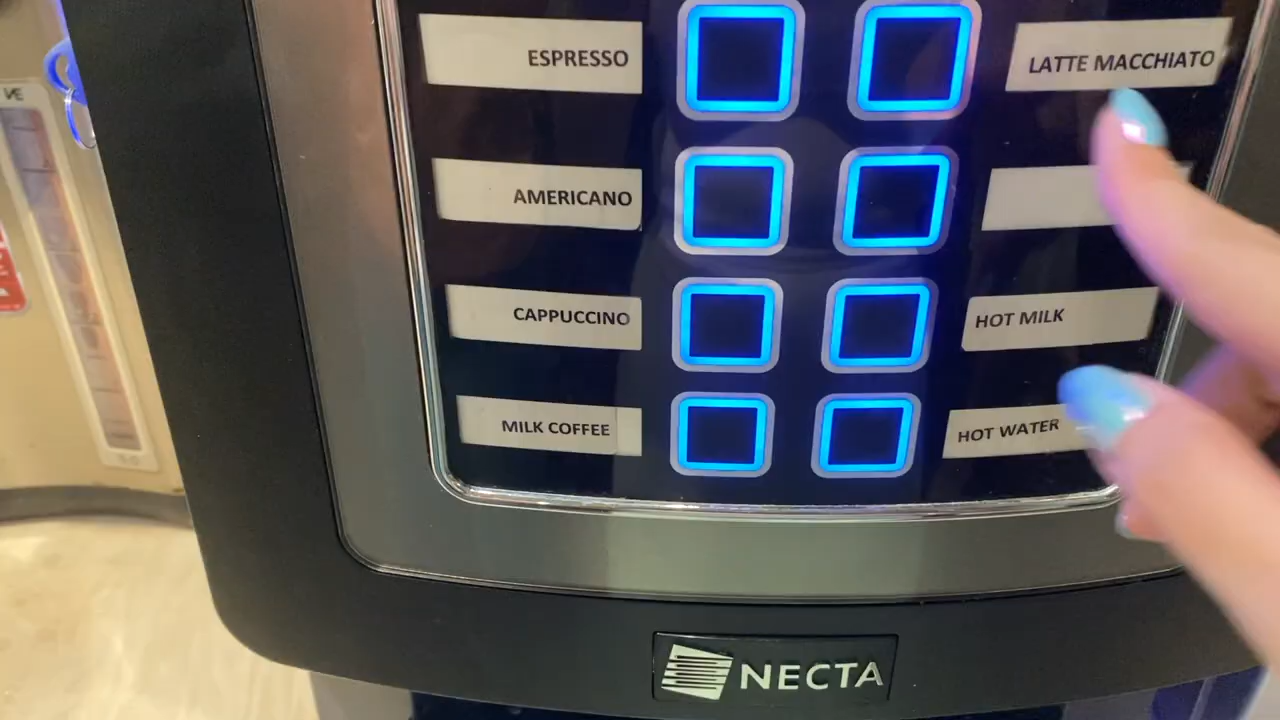 ESPRESSO
LATTE MACCHIATO
AMERICANO
CAPPUCCINO
HOT MILK
MILK COFFEE
HOT WATER
NECTA